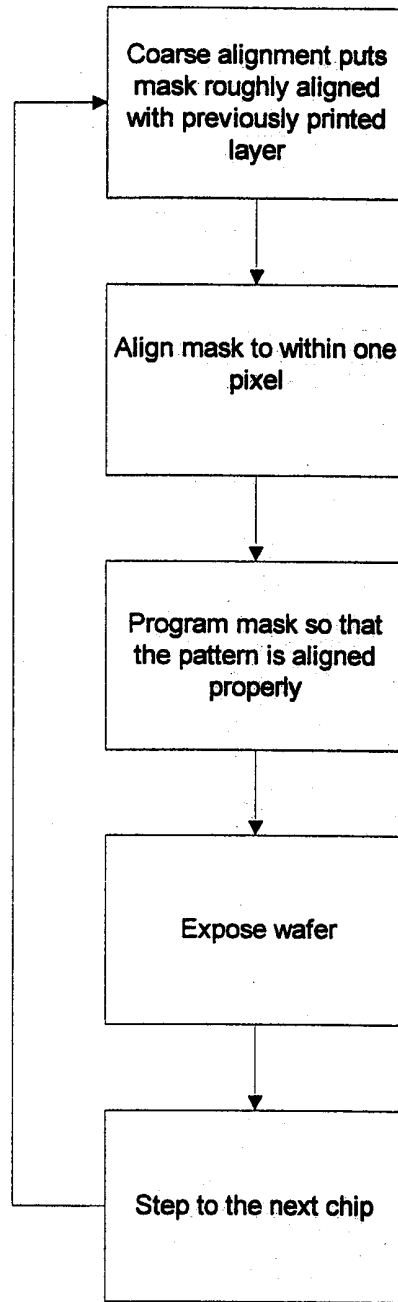 Coarse alignment puts
mask roughly aligned
with previously printed
layer
Align mask to within one
pixel
Program mask so that
the pattern is aligned
properly
Expose wafer
Step to the next chip